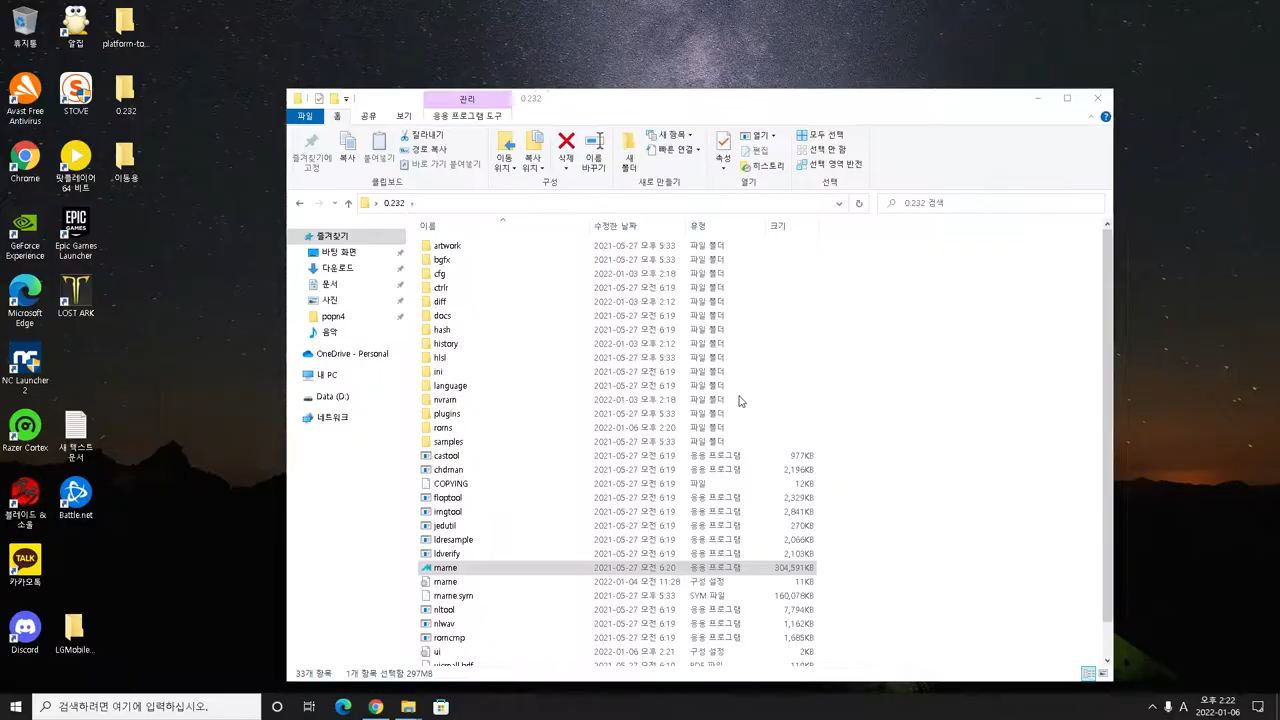 휴지통
알집
platform-to...
Avast Free
Antivirus
STOVE
0.232
Chrome
팟플레이어
64 비트
.이동용
GeForce
Experience
Epic Games
Launcher
Microsoft
Edge
LOST ARK
NC Launcher
2
Razer Cortex
새 텍스트
문서
블레이드 &
소울
Battle.net
TALK
카카오톡
Discord
LGMobile...
관리
0.232
파일
홈
공유
보기
응용 프로그램 도구
즐겨찾기에
고정
복사
붙여넣기
잘라내기
경로 복사
바로 가기 붙여넣기
클립보드
이동
위치
복사
위치
삭제
이름
바꾸기
구성
새
폴더
새 항목
빠른 연결
새로 만들기
속성
열기
편집
히스토리
열기
모두 선택
선택 안 함
선택 영역 반전
선택
0.232
0.232 검색
즐겨찾기
바탕 화면
다운로드
문서
사진
popn4
음악
OneDrive - Personal
내 PC
Data (D:)
네트워크
이름 수정한 날짜 유형 크기
artwork 2021-05-27 오후 5:33 파일 폴더
bgfx 2021-05-27 오후 5:33 파일 폴더
cfg 2022-01-03 오후 2:18 파일 폴더
ctrlr 2021-05-27 오전 6:19 파일 폴더
diff 2022-01-03 오후 2:12 파일 폴더
docs 2021-05-27 오전 6:19 파일 폴더
hash 2021-05-27 오전 6:19 파일 폴더
history 2022-01-03 오후 2:12 파일 폴더
hlsl 2021-05-27 오후 5:33 파일 폴더
ini 2021-05-27 오전 6:19 파일 폴더
language 2021-05-27 오전 6:19 파일 폴더
nvram 2022-01-03 오후 2:18 파일 폴더
plugins 2021-05-27 오후 5:33 파일 폴더
roms 2022-01-06 오후 2:20 파일 폴더
samples 2021-05-27 오후 5:33 파일 폴더
castool 2021-05-27 오전 6:19 응용 프로그램 977KB
chdman 2021-05-27 오전 6:19 응용 프로그램 2,196KB
COPYING 2021-05-27 오전 6:19 파일 12KB
floptool 2021-05-27 오전 6:19 응용 프로그램 2,329KB
imgtool 2021-05-27 오전 6:19 응용 프로그램 2,841KB
jedutil 2021-05-27 오전 6:19 응용 프로그램 270KB
ldresample 2021-05-27 오전 6:19 응용 프로그램 2,066KB
ldverify 2021-05-27 오전 6:19 응용 프로그램 2,103KB
mame 2021-05-27 오전 6:20 응용 프로그램 304,591KB
mame 2022-01-04 오전 11:28 구성 설정 11KB
mame.sym 2021-05-27 오후 5:33 SYM 파일 160,078KB
nltool 2021-05-27 오전 6:19 응용 프로그램 7,794KB
nlwav 2021-05-27 오전 6:19 응용 프로그램 1,162KB
romcmp 2021-05-27 오전 6:19 응용 프로그램 1,685KB
ui 2022-01-06 오후 2:21 구성 설정 2KB
uismall.bdf 2021-05-27 오전 6:19 BDF 파일 119KB
33개 항목 1개 항목 선택함 297MB
검색하려면 여기에 입력하십시오.
A
오후 2:22
2022-01-06